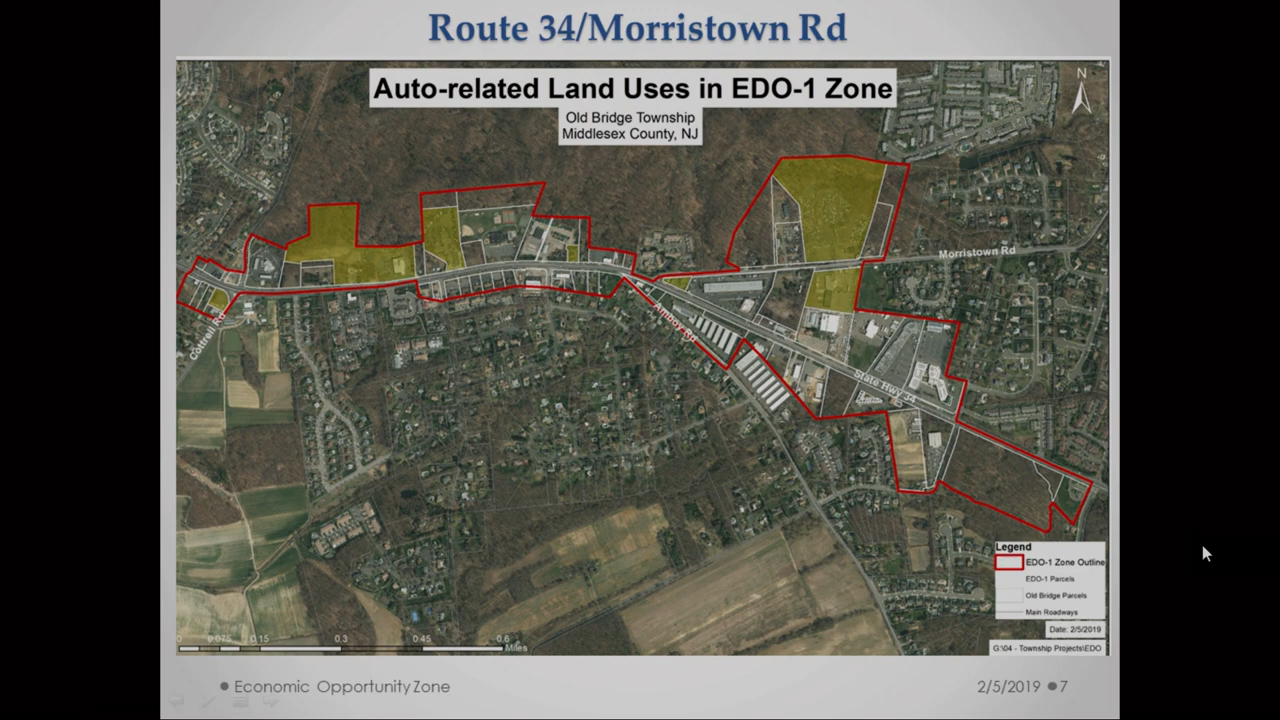 Route 34/Morristown Rd
Auto-related Land Uses in EDO-1 Zone
Old Bridge Township
Middlesex County, NJ
N
Morristown Rd
Cottrell Rd
Amboy Rd
State Hwy 34
Legend
EDO-1 Zone Outline
EDO-1 Parcels
Old Bridge Parcels
Main Roadways
Date: 2/5/2019
0 0.075 0.15 0.3 0.45 0.6
Miles
G:\04 - Township Projects\EDO
Economic Opportunity Zone
2/5/2019 7